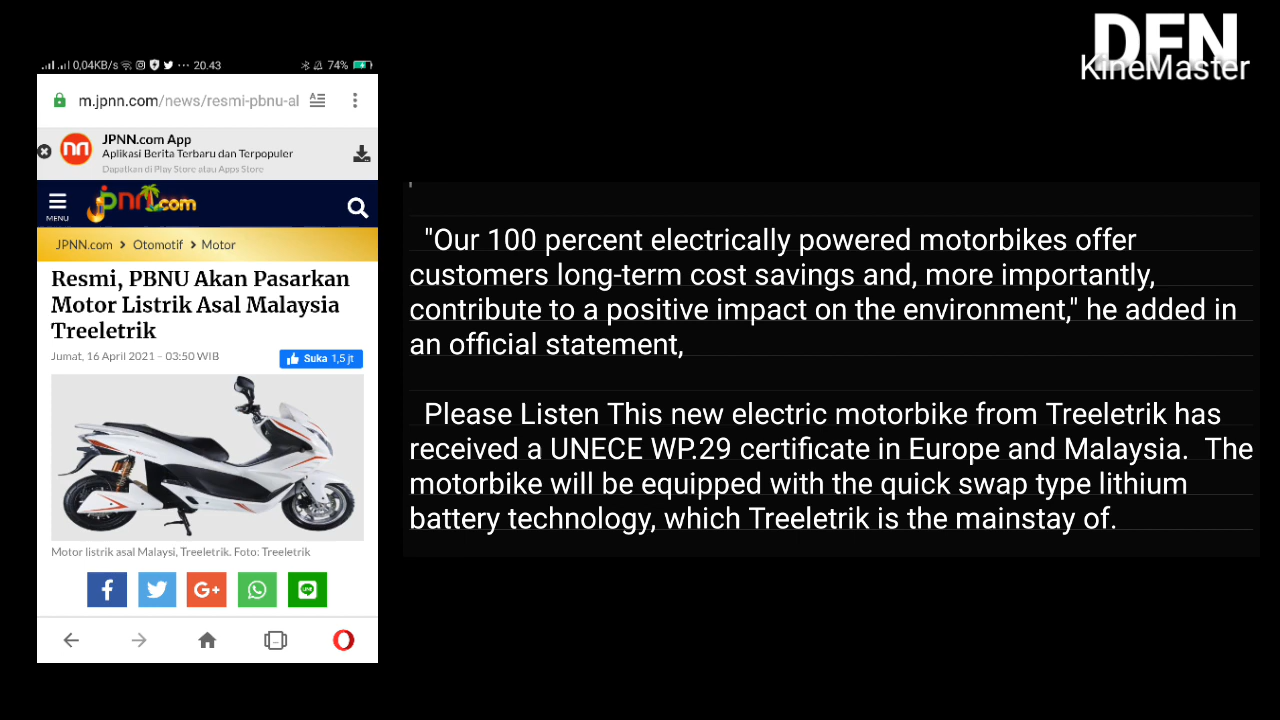 DFN
KineMaster
0,04KB/s ··· 20.43
74%
m.jpnn.com/news/resmi-pbnu-al
JPNN.com App
Aplikasi Berita Terbaru dan Terpopuler
Dapatkan di Play Store atau Apps Store
MENU
jpnn.com
JPNN.com > Otomotif > Motor
Resmi, PBNU Akan Pasarkan
Motor Listrik Asal Malaysia
Treeletrik
Jumat, 16 April 2021 – 03:50 WIB
Suka 1,5 jt
Motor listrik asal Malaysi, Treeletrik. Foto: Treeletrik
"Our 100 percent electrically powered motorbikes offer
customers long-term cost savings and, more importantly,
contribute to a positive impact on the environment," he added in
an official statement,
Please Listen This new electric motorbike from Treeletrik has
received a UNECE WP.29 certificate in Europe and Malaysia.  The
motorbike will be equipped with the quick swap type lithium
battery technology, which Treeletrik is the mainstay of.